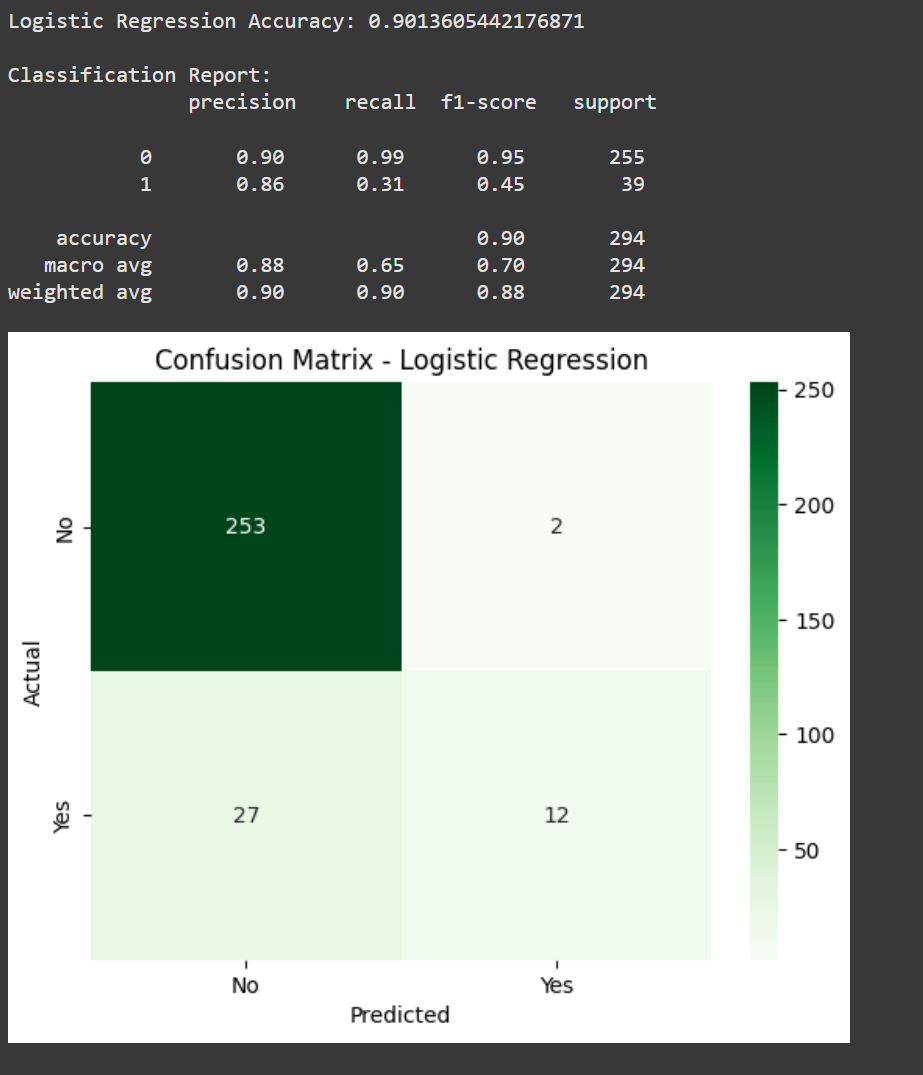 Logistic Regression Accuracy: 0.9013605442176871
Classification Report:
precision recall f1-score support
0 0.90 0.99 0.95 255
1 0.86 0.31 0.45 39
accuracy 0.90 294
macro avg 0.88 0.65 0.70 294
weighted avg 0.90 0.90 0.88 294
Confusion Matrix - Logistic Regression
250
200
150
100
50
Actual
No
253 2
Yes
27 12
No Yes
Predicted